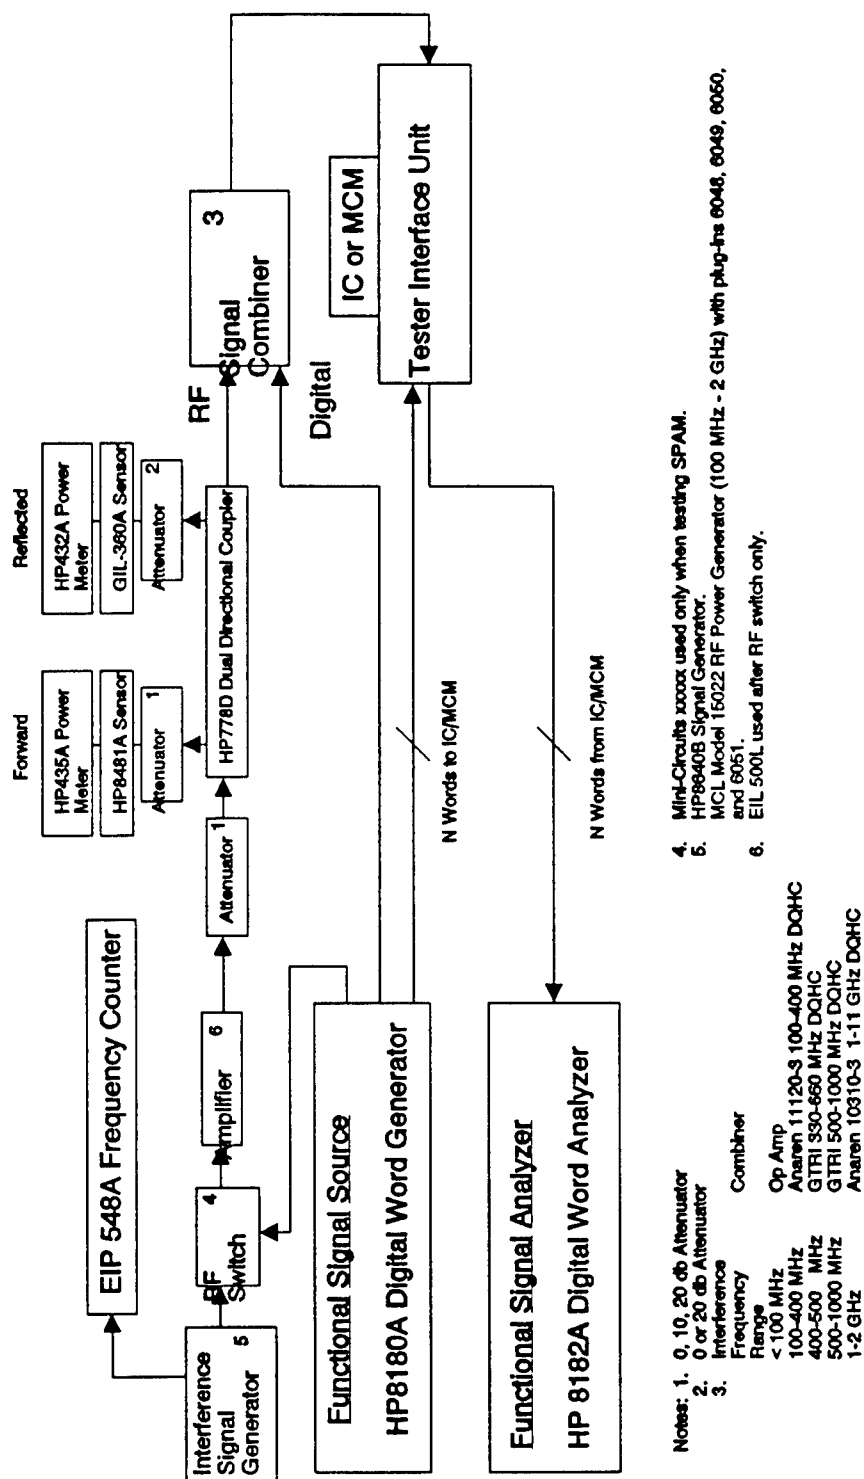 Interference
Signal
Generator
5
EIP 548A Frequency Counter
RF
Switch
4
Amplifier
6
Attenuator
1
Forward
HP435A Power
Meter
HP8481A Sensor
Attenuator
1
Reflected
HP432A Power
Meter
GIL-360A Sensor
Attenuator
2
HP778D Dual Directional Coupler
RF
Digital
Signal
Combiner
3
IC or MCM
Tester Interface Unit
Functional Signal Source
HP8180A Digital Word Generator
N Words to IC/MCM
Functional Signal Analyzer
HP 8182A Digital Word Analyzer
N Words from IC/MCM
Notes: 1. 0, 10, 20 db Attenuator
2. 0 or 20 db Attenuator
3. Interference
Frequency
Range Combiner
< 100 MHz Op Amp
100-400 MHz Anaren 11120-3 100-400 MHz DQHC
400-500 MHz GTRI 330-660 MHz DQHC
500-1000 MHz GTRI 500-1000 MHz DQHC
1-2 GHz Anaren 10310-3 1-11 GHz DQHC
4. Mini-Circuits xxxxx used only when testing SPAM.
5. HP8640B Signal Generator.
MCL Model 15022 RF Power Generator (100 MHz - 2 GHz) with plug-ins 6048, 6049, 6050,
and 6051.
6. EIL 500L used after RF switch only.